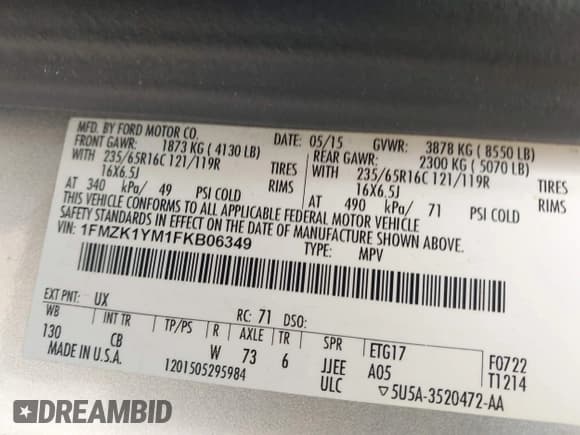 MFD. BY FORD MOTOR CO.
DATE: 05/15 GVWR: 3878 KG ( 8550 LB)
FRONT GAWR: 1873 KG ( 4130 LB) REAR GAWR: 2300 KG ( 5070 LB)
WITH 235/65R16C 121/119R TIRES WITH 235/65R16C 121/119R TIRES
16X6.5J RIMS 16X6.5J RIMS
AT 340 kPa/ 49 PSI COLD AT 490 kPa/ 71 PSI COLD
THIS VEHICLE CONFORMS TO ALL APPLICABLE FEDERAL MOTOR VEHICLE
SAFETY STANDARDS IN EFFECT ON THE DATE OF MANUFACTURE SHOWN ABOVE.
VIN: 1FMZK1YM1FKB06349 TYPE: MPV
EXT PNT: UX RC: 71 DSO:
WB INT TR TP/PS R AXLE TR SPR ETG17 F0722
130 CB W 73 6 JJEE A05 T1214
MADE IN U.S.A. 1201505295984 ULC ▽5U5A-3520472-AA
DREAMBID